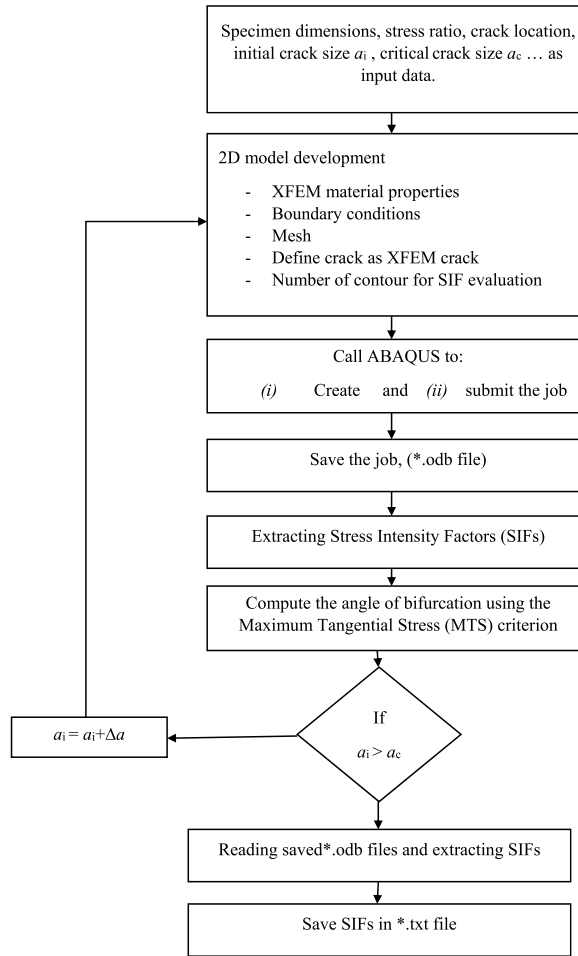 Specimen dimensions, stress ratio, crack location,
initial crack size ai , critical crack size ac … as
input data.
2D model development
- XFEM material properties
- Boundary conditions
- Mesh
- Define crack as XFEM crack
- Number of contour for SIF evaluation
Call ABAQUS to:
(i) Create and (ii) submit the job
Save the job, (*.odb file)
Extracting Stress Intensity Factors (SIFs)
Compute the angle of bifurcation using the
Maximum Tangential Stress (MTS) criterion
If
ai > ac
ai = ai+Δa
Reading saved*.odb files and extracting SIFs
Save SIFs in *.txt file